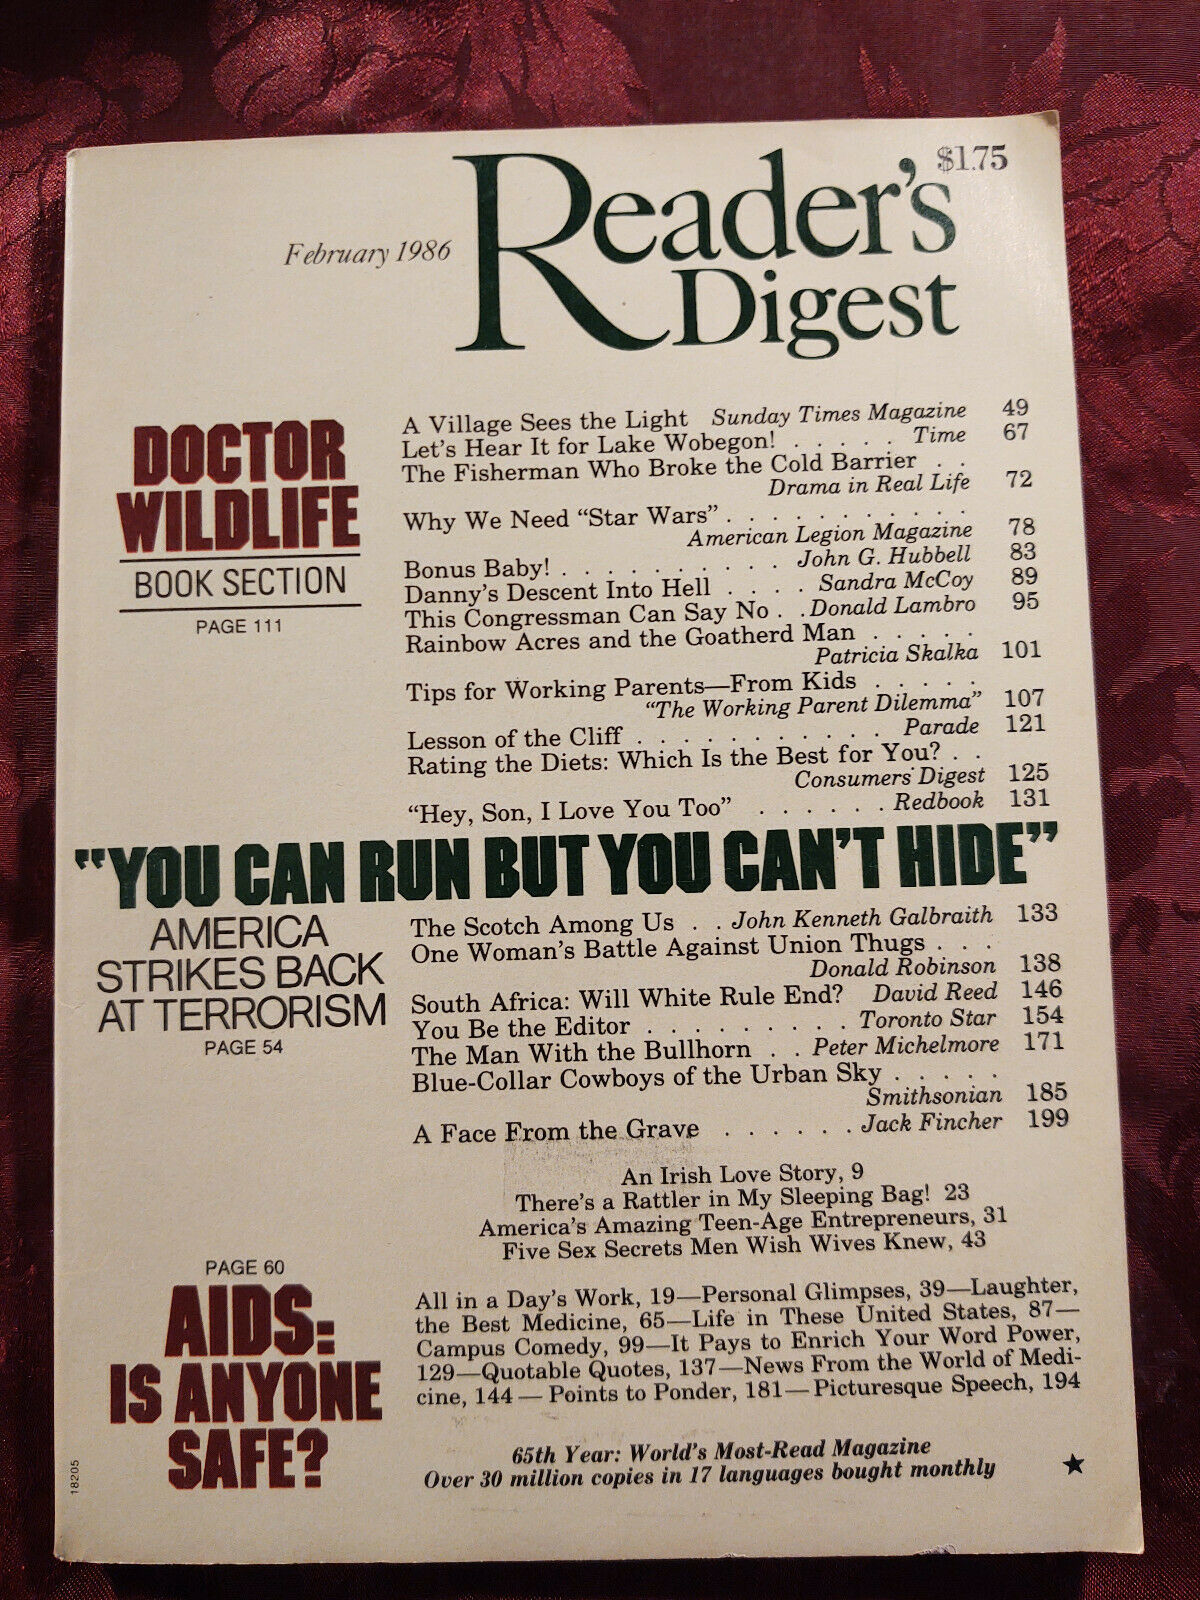 $1.75
February 1986
Reader's
Digest
DOCTOR
WILDLIFE
BOOK SECTION
PAGE 111
A Village Sees the Light Sunday Times Magazine 49
Let's Hear It for Lake Wobegon! . . . . . Time 67
The Fisherman Who Broke the Cold Barrier . .
Drama in Real Life 72
Why We Need “Star Wars” . . . . . . . . . . .
American Legion Magazine 78
Bonus Baby! . . . . . . . . . . John G. Hubbell 83
Danny's Descent Into Hell . . . . Sandra McCoy 89
This Congressman Can Say No . . Donald Lambro 95
Rainbow Acres and the Goatherd Man . . . . .
Patricia Skalka 101
Tips for Working Parents—From Kids . . . . .
“The Working Parent Dilemma” 107
Lesson of the Cliff . . . . . . . . . . . Parade 121
Rating the Diets: Which Is the Best for You? . .
Consumers Digest 125
“Hey, Son, I Love You Too” . . . . . . Redbook 131
“YOU CAN RUN BUT YOU CAN'T HIDE”
AMERICA
STRIKES BACK
AT TERRORISM
PAGE 54
The Scotch Among Us . . John Kenneth Galbraith 133
One Woman's Battle Against Union Thugs . . .
Donald Robinson 138
South Africa: Will White Rule End? David Reed 146
You Be the Editor . . . . . . . . . Toronto Star 154
The Man With the Bullhorn . . Peter Michelmore 171
Blue-Collar Cowboys of the Urban Sky . . . . .
Smithsonian 185
A Face From the Grave . . . . . . Jack Fincher 199
An Irish Love Story, 9
There's a Rattler in My Sleeping Bag! 23
America's Amazing Teen-Age Entrepreneurs, 31
Five Sex Secrets Men Wish Wives Knew, 43
PAGE 60
AIDS:
IS ANYONE
SAFE?
All in a Day's Work, 19—Personal Glimpses, 39—Laughter,
the Best Medicine, 65—Life in These United States, 87—
Campus Comedy, 99—It Pays to Enrich Your Word Power,
129—Quotable Quotes, 137—News From the World of Medi-
cine, 144—Points to Ponder, 181—Picturesque Speech, 194
65th Year: World's Most-Read Magazine
Over 30 million copies in 17 languages bought monthly
18205